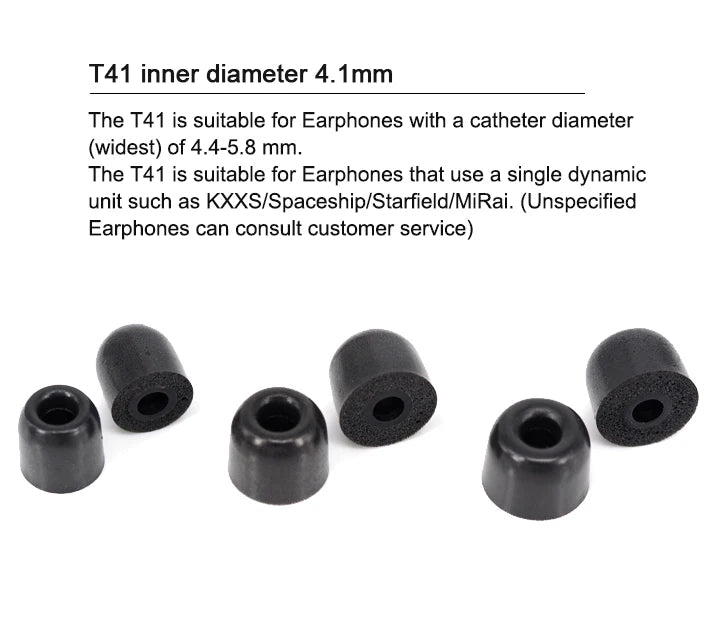 T41 inner diameter 4.1mm
The T41 is suitable for Earphones with a catheter diameter
(widest) of 4.4-5.8 mm.
The T41 is suitable for Earphones that use a single dynamic
unit such as KXXS/Spaceship/Starfield/MiRai. (Unspecified
Earphones can consult customer service)